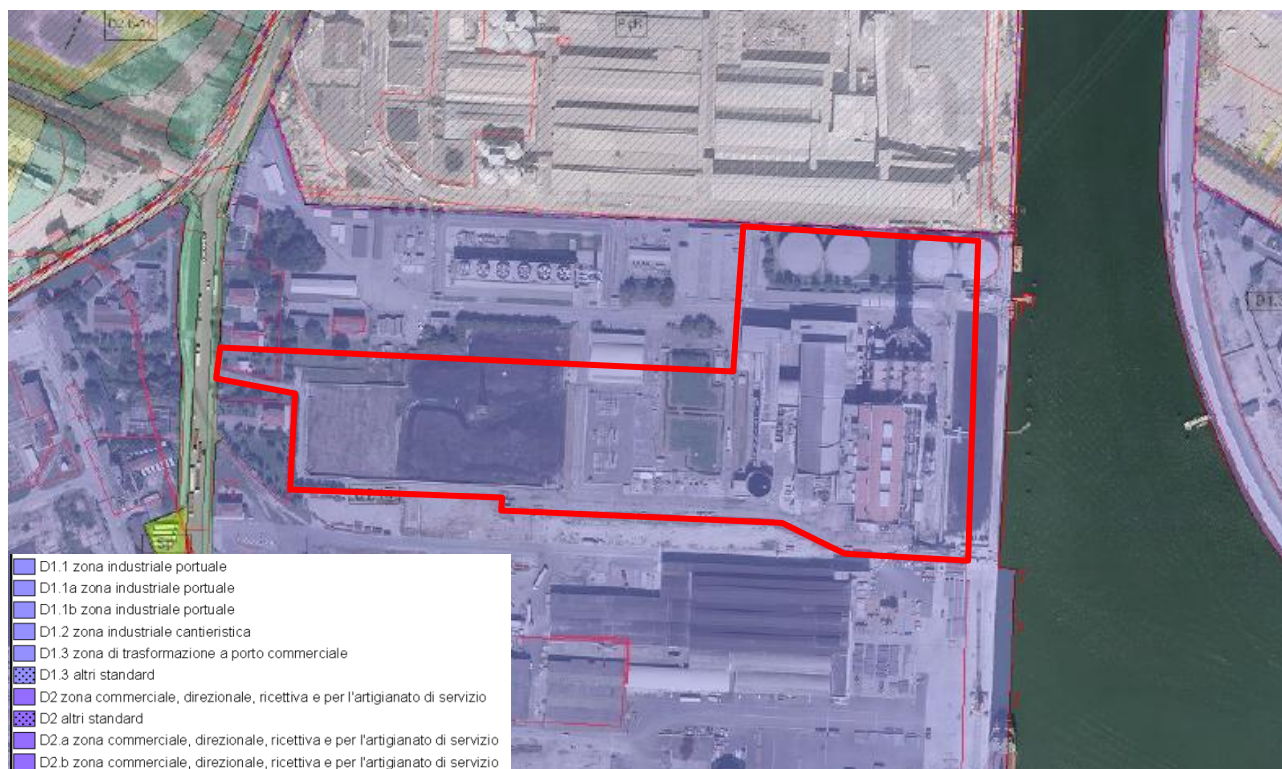 D1.1 zona industriale portuale
D1.1a zona industriale portuale
D1.1b zona industriale portuale
D1.2 zona industriale cantieristica
D1.3 zona di trasformazione a porto commerciale
D1.3 altri standard
D2 zona commerciale, direzionale, ricettiva e per l'artigianato di servizio
D2 altri standard
D2.a zona commerciale, direzionale, ricettiva e per l'artigianato di servizio
D2.b zona commerciale, direzionale, ricettiva e per l'artigianato di servizio